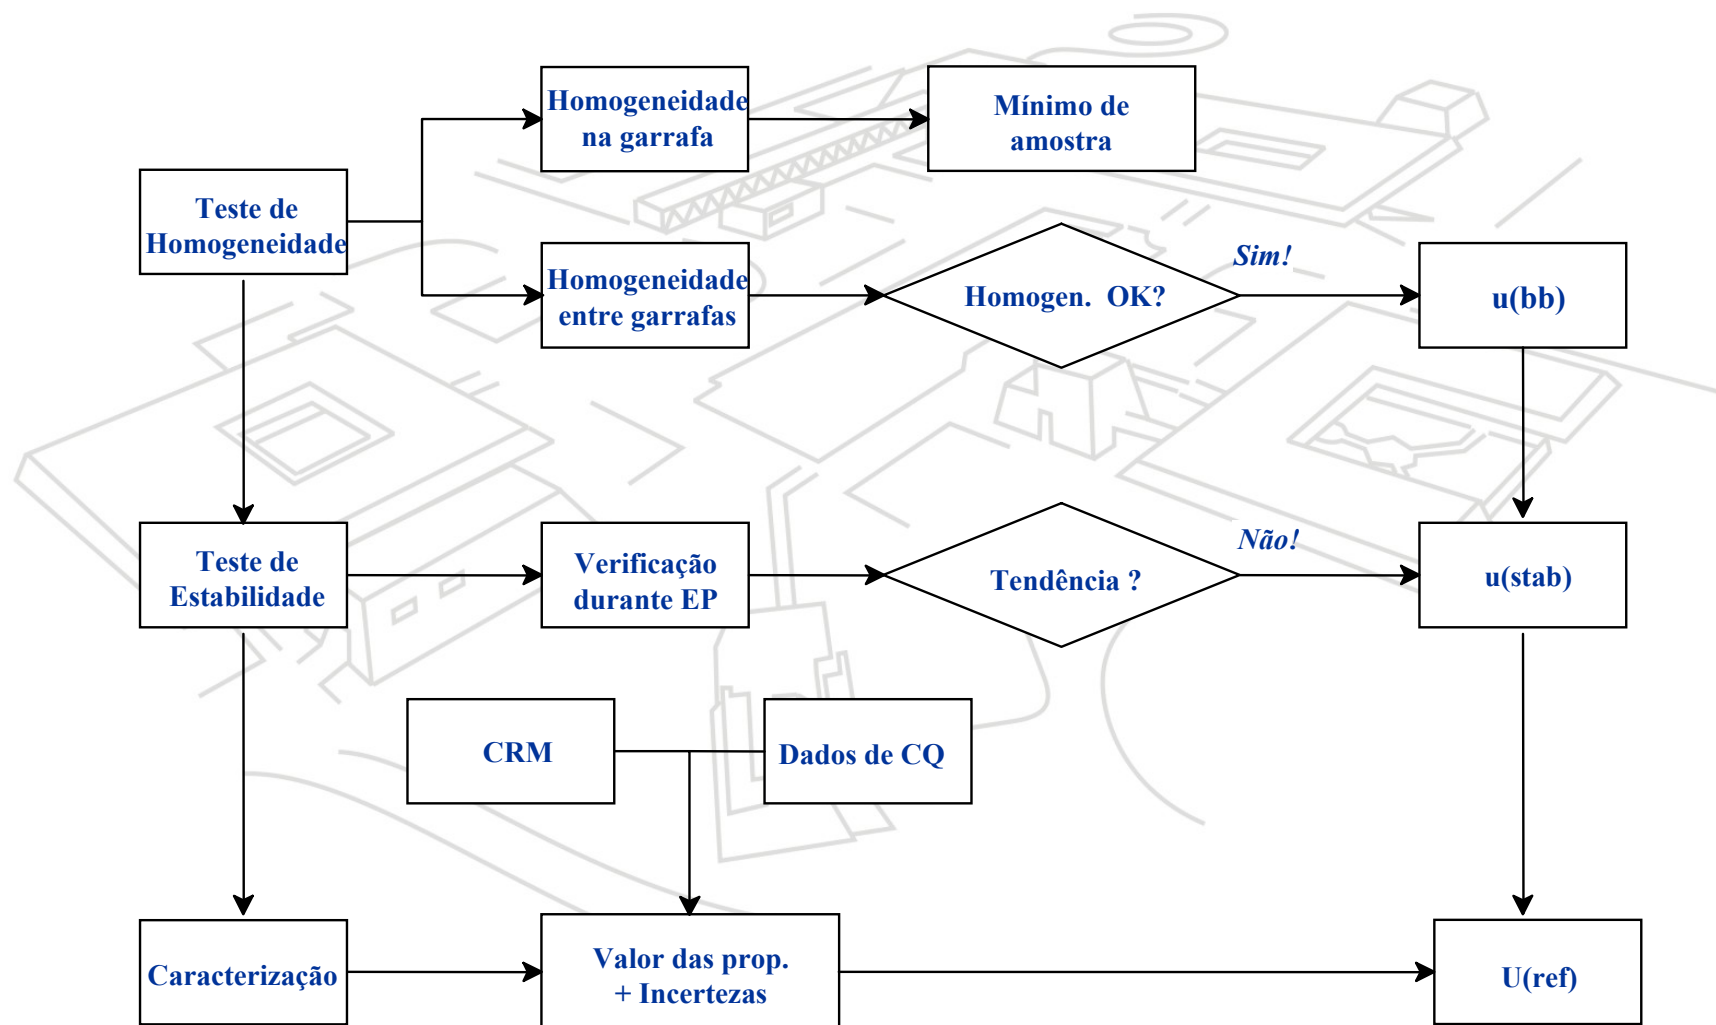 Homogeneidade
na garrafa
Mínimo de
amostra
Teste de
Homogeneidade
Homogeneidade
entre garrafas
Homogen.  OK?
Sim!
u(bb)
Teste de
Estabilidade
Verificação
durante EP
Tendência ?
Não!
u(stab)
CRM
Dados de CQ
Caracterização
Valor das prop.
+ Incertezas
U(ref)